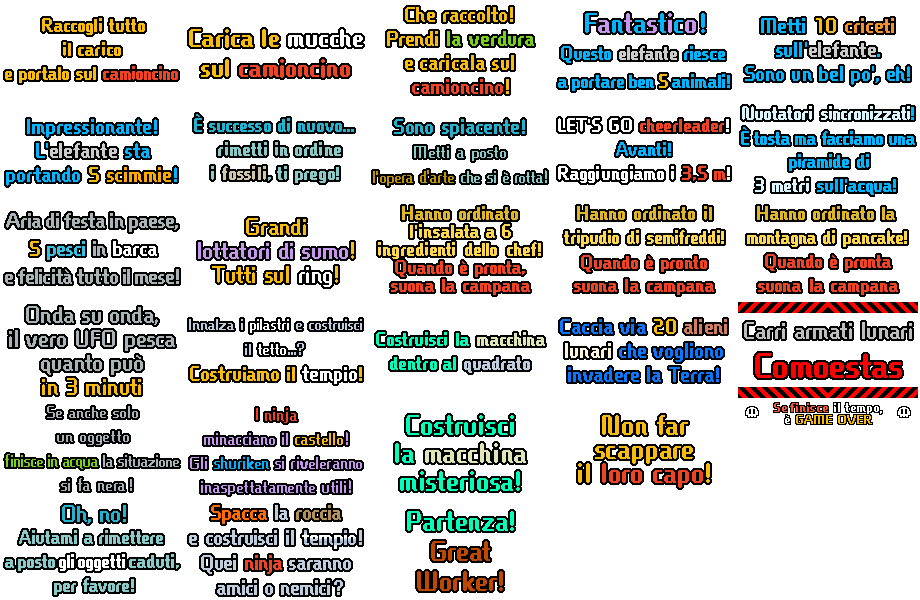 Raccogli tutto
il carico
e portalo sul camioncino
Carica le mucche
sul camioncino
Che raccolto!
Prendi la verdura
e caricala sul
camioncino!
Fantastico!
Questo elefante riesce
a portare ben 5 animali!
Metti 10 criceti
sull'elefante.
Sono un bel po', eh!
Impressionante!
L'elefante sta
portando 5 scimmie!
È successo di nuovo...
rimetti in ordine
i fossili, ti prego!
Sono spiacente!
Metti a posto
l'opera d'arte che si è rotta!
LET'S GO cheerleader!
Avanti!
Raggiungiamo i 3,5 m!
Nuotatori sincronizzati!
È tosta ma facciamo una
piramide di
3 metri sull'acqua!
Aria di festa in paese,
5 pesci in barca
e felicità tutto il mese!
Grandi
lottatori di sumo!
Tutti sul ring!
Hanno ordinato
l'insalata a 6
ingredienti dello chef!
Quando è pronta,
suona la campana
Hanno ordinato il
tripudio di semifreddi!
Quando è pronto
suona la campana
Hanno ordinato la
montagna di pancake!
Quando è pronta
suona la campana
Onda su onda,
il vero UFO pesca
quanto può
in 3 minuti
Innalza i pilastri e costruisci
il tetto...?
Costruiamo il tempio!
Costruisci la macchina
dentro al quadrato
Caccia via 20 alieni
lunari che vogliono
invadere la Terra!
Carri armati lunari
Comoestas
Se finisce il tempo,
è GAME OVER
Se anche solo
un oggetto
finisce in acqua la situazione
si fa nera!
I ninja
minacciano il castello!
Gli shuriken si riveleranno
inaspettatamente utili!
Costruisci
la macchina
misteriosa!
Non far
scappare
il loro capo!
Oh, no!
Aiutami a rimettere
a posto gli oggetti caduti,
per favore!
Spacca la roccia
e costruisci il tempio!
Quei ninja saranno
amici o nemici?
Partenza!
Great
Worker!